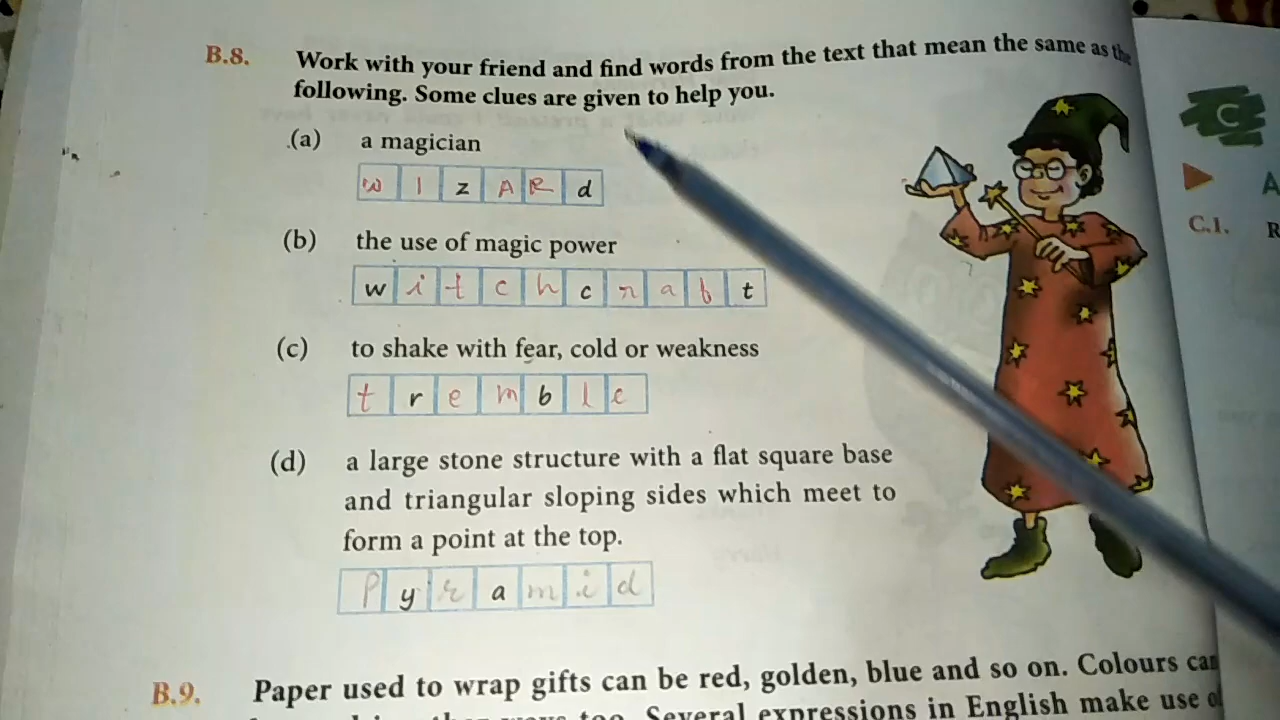 B.8. Work with your friend and find words from the text that mean the same as the
following. Some clues are given to help you.
(a) a magician
W I z A R d
(b) the use of magic power
w i t c h c r a f t
(c) to shake with fear, cold or weakness
t r e m b l e
(d) a large stone structure with a flat square base
and triangular sloping sides which meet to
form a point at the top.
P y r a m i d
B.9. Paper used to wrap gifts can be red, golden, blue and so on. Colours can
too. Several expressions in English make use
C
A
C.1. R